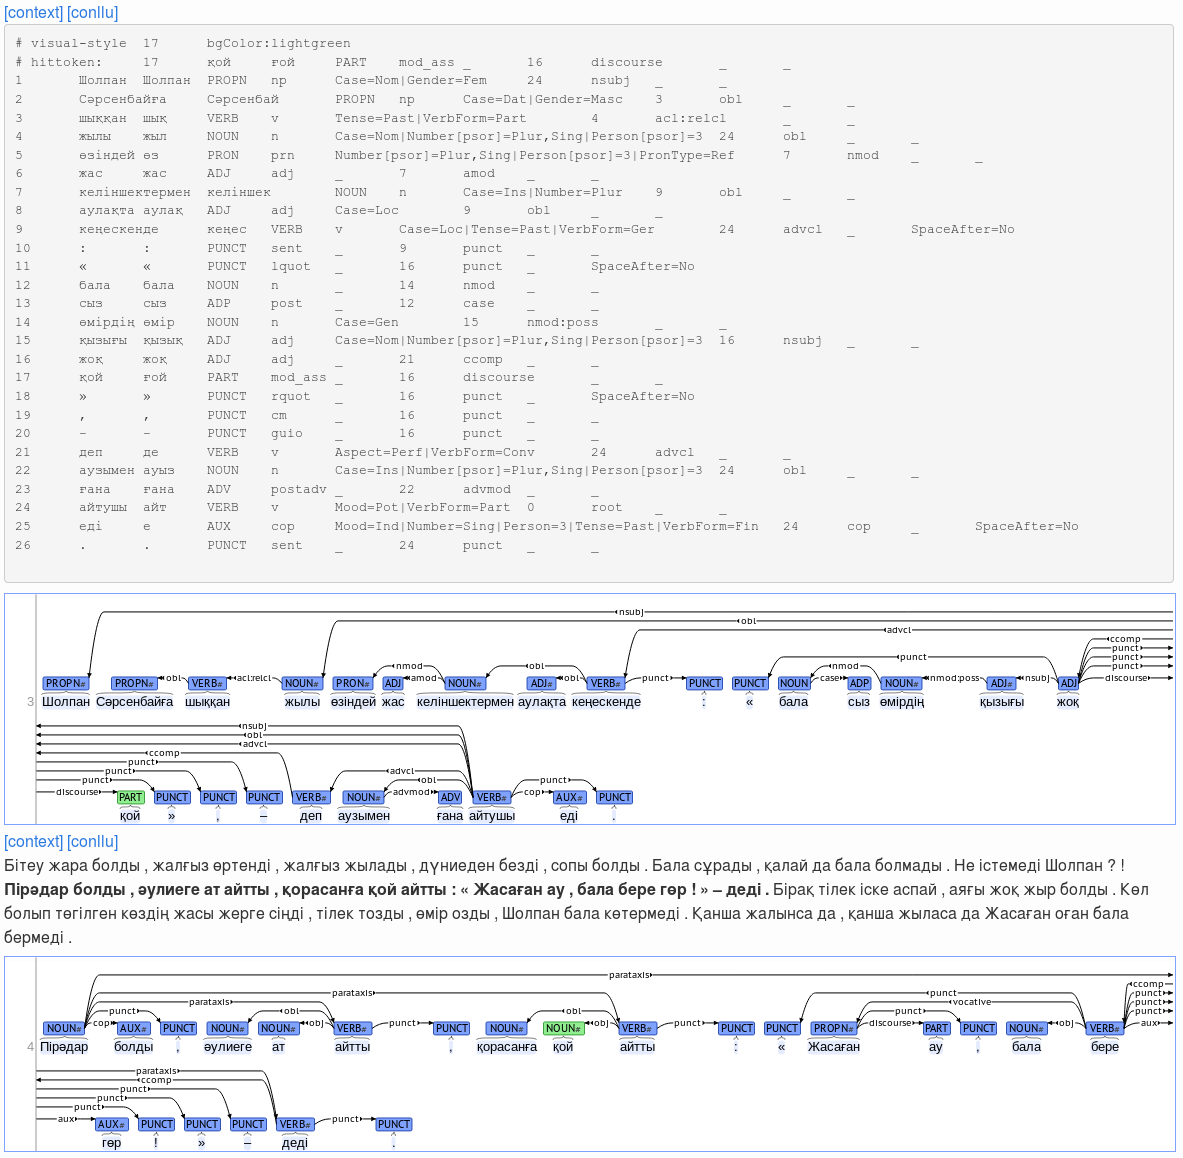 [context] [conllu]
# visual-style 17 bgColor:lightgreen
# hittoken: 17 қой ғой PART mod_ass _ 16 discourse _ _
1 Шолпан Шолпан PROPN np Case=Nom|Gender=Fem 24 nsubj _ _
2 Сәрсенбайға Сәрсенбай PROPN np Case=Dat|Gender=Masc 3 obl _ _
3 шыққан шық VERB v Tense=Past|VerbForm=Part 4 acl:relcl _ _
4 жылы жыл NOUN n Case=Nom|Number[psor]=Plur,Sing|Person[psor]=3 24 obl _ _
5 өзіндей өз PRON prn Number[psor]=Plur,Sing|Person[psor]=3|PronType=Ref 7 nmod _ _
6 жас жас ADJ adj _ 7 amod _ _
7 келіншектермен келіншек NOUN n Case=Ins|Number=Plur 9 obl _ _
8 аулақта аулақ ADJ adj Case=Loc 9 obl _ _
9 кеңескенде кеңес VERB v Case=Loc|Tense=Past|VerbForm=Ger 24 advcl _ SpaceAfter=No
10 : : PUNCT sent _ 9 punct _ _
11 « « PUNCT lquot _ 16 punct _ SpaceAfter=No
12 бала бала NOUN n _ 14 nmod _ _
13 сыз сыз ADP post _ 12 case _ _
14 өмірдің өмір NOUN n Case=Gen 15 nmod:poss _ _
15 қызығы қызық ADJ adj Case=Nom|Number[psor]=Plur,Sing|Person[psor]=3 16 nsubj _ _
16 жоқ жоқ ADJ adj _ 21 ccomp _ _
17 қой ғой PART mod_ass _ 16 discourse _ _
18 » » PUNCT rquot _ 16 punct _ SpaceAfter=No
19 , , PUNCT cm _ 16 punct _ _
20 – – PUNCT guio _ 16 punct _ _
21 деп де VERB v Aspect=Perf|VerbForm=Conv 24 advcl _ _
22 аузымен ауыз NOUN n Case=Ins|Number[psor]=Plur,Sing|Person[psor]=3 24 obl _ _
23 ғана ғана ADV postadv _ 22 advmod _ _
24 айтушы айт VERB v Mood=Pot|VerbForm=Part 0 root _ _
25 еді е AUX cop Mood=Ind|Number=Sing|Person=3|Tense=Past|VerbForm=Fin 24 cop _ SpaceAfter=No
26 . . PUNCT sent _ 24 punct _ _
nsubj
obl
advcl
ccomp
punct punct
nmod obl nmod punct
punct
obl acl:relcl amod obl punct case nmod:poss nsubj discourse
PROPN# PROPN# VERB# NOUN# PRON# ADJ NOUN# ADJ# VERB# PUNCT PUNCT NOUN ADP NOUN# ADJ# ADJ
3 Шолпан Сәрсенбайға шыққан жылы өзіндей жас келіншектермен аулақта кеңескенде : « бала сыз өмірдің қызығы жоқ
nsubj
obl
advcl
ccomp
punct
punct advcl
punct obl punct
discourse advmod cop
PART PUNCT PUNCT PUNCT VERB# NOUN# ADV VERB# AUX# PUNCT
қой » , – деп аузымен ғана айтушы еді .
[context] [conllu]
Бітеу жара болды , жалғыз өртенді , жалғыз жылады , дүниеден безді , сопы болды . Бала сұрады , қалай да бала болмады . Не істемеді Шолпан ? !
Пірәдар болды , әулиеге ат айтты , қорасанға қой айтты : « Жасаған ау , бала бере гөр ! » – деді . Бірақ тілек іске аспай , аяғы жоқ жыр болды . Көл
болып төгілген көздің жасы жерге сіңді , тілек тозды , өмір озды , Шолпан бала көтермеді . Қанша жалынса да , қанша жыласа да Жасаған оған бала
бермеді .
parataxis
ccomp
parataxis punct punct
parataxis vocative punct
punct obl obl punct punct
cop obj punct obj punct discourse obj aux
NOUN# AUX# PUNCT NOUN# NOUN# VERB# PUNCT NOUN# NOUN# VERB# PUNCT PUNCT PROPN# PART PUNCT NOUN# VERB#
4 Пірәдар болды , әулиеге ат айтты , қорасанға қой айтты : « Жасаған ау , бала бере
parataxis
ccomp
punct
punct
punct
aux punct
AUX# PUNCT PUNCT PUNCT VERB# PUNCT
гөр ! » – деді .